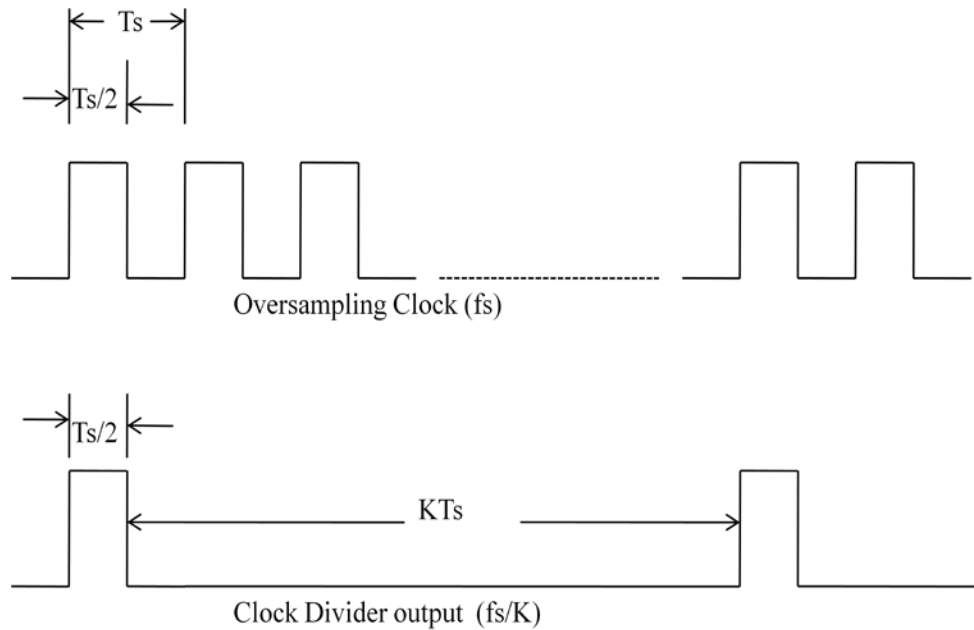 Ts
Ts/2
Oversampling Clock (fs)
Ts/2
KTs
Clock Divider output (fs/K)